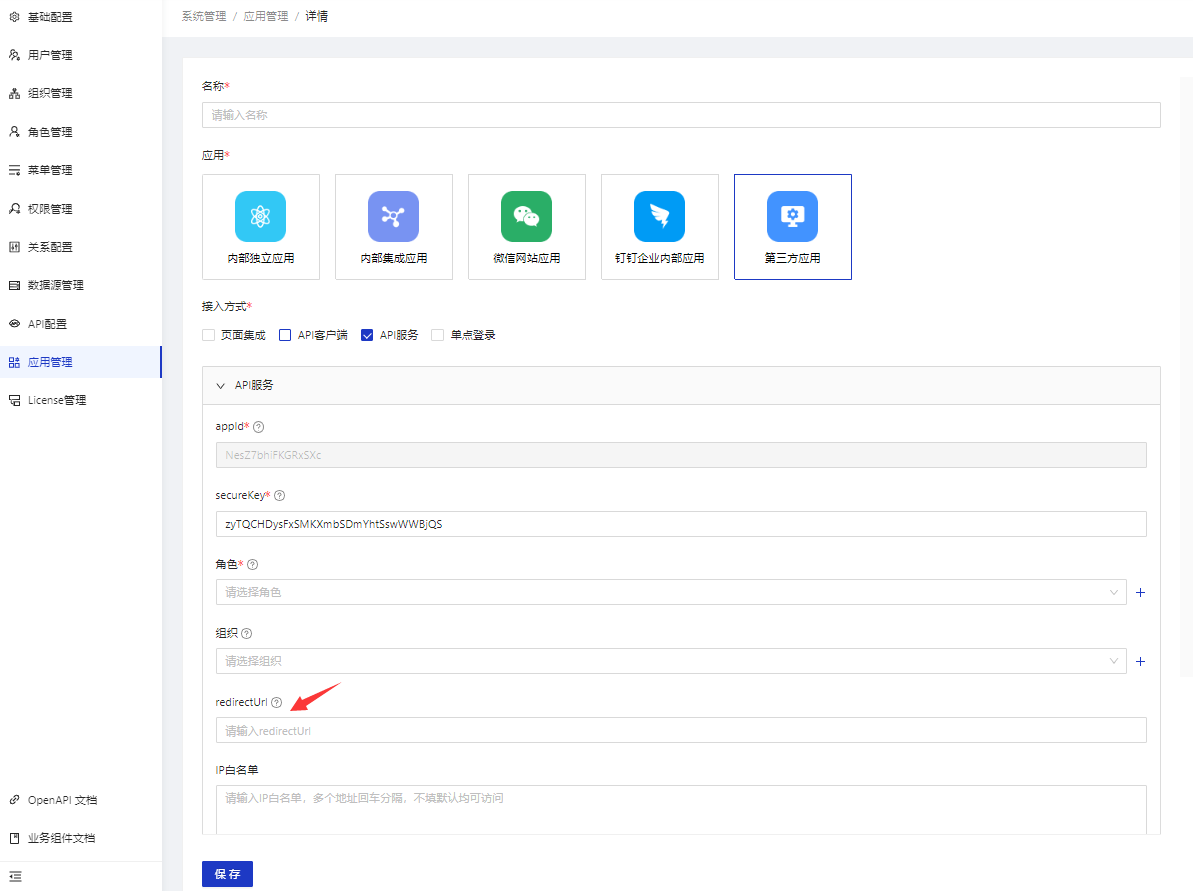 基础配置
用户管理
组织管理
角色管理
菜单管理
权限管理
关系配置
数据源管理
API配置
应用管理
License管理
OpenAPI 文档
业务组件文档
系统管理 / 应用管理 / 详情
名称*
请输入名称
应用*
内部独立应用 内部集成应用 微信网站应用 钉钉企业内部应用 第三方应用
接入方式*
页面集成 API客户端 API服务 单点登录
API服务
appId*
NesZ7bhiFKGRxSXc
secureKey*
zyTQCHDysFxSMKXmbSDmYhtSswWWBjQS
角色*
请选择角色
组织
请选择组织
redirectUrl
请输入redirectUrl
IP白名单
请输入IP白名单，多个地址回车分隔，不填默认均可访问
保存